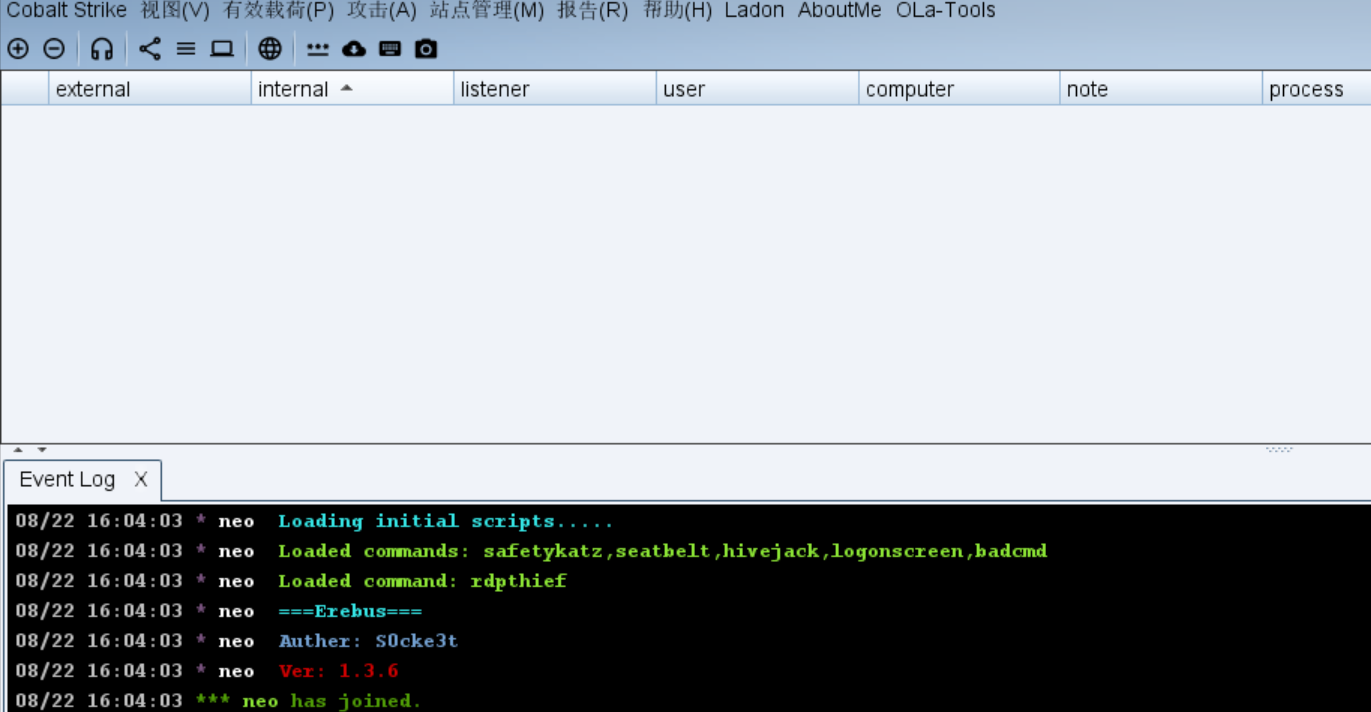 Cobalt Strike 视图(V) 有效载荷(P) 攻击(A) 站点管理(M) 报告(R) 帮助(H) Ladon AboutMe OLa-Tools
external internal listener user computer note process
Event Log X
08/22 16:04:03 * neo Loading initial scripts.....
08/22 16:04:03 * neo Loaded commands: safetykatz,seatbelt,hivejack,logonscreen,badcmd
08/22 16:04:03 * neo Loaded command: rdpthief
08/22 16:04:03 * neo ===Erebus===
08/22 16:04:03 * neo Auther: S0cke3t
08/22 16:04:03 * neo Ver: 1.3.6
08/22 16:04:03 *** neo has joined.